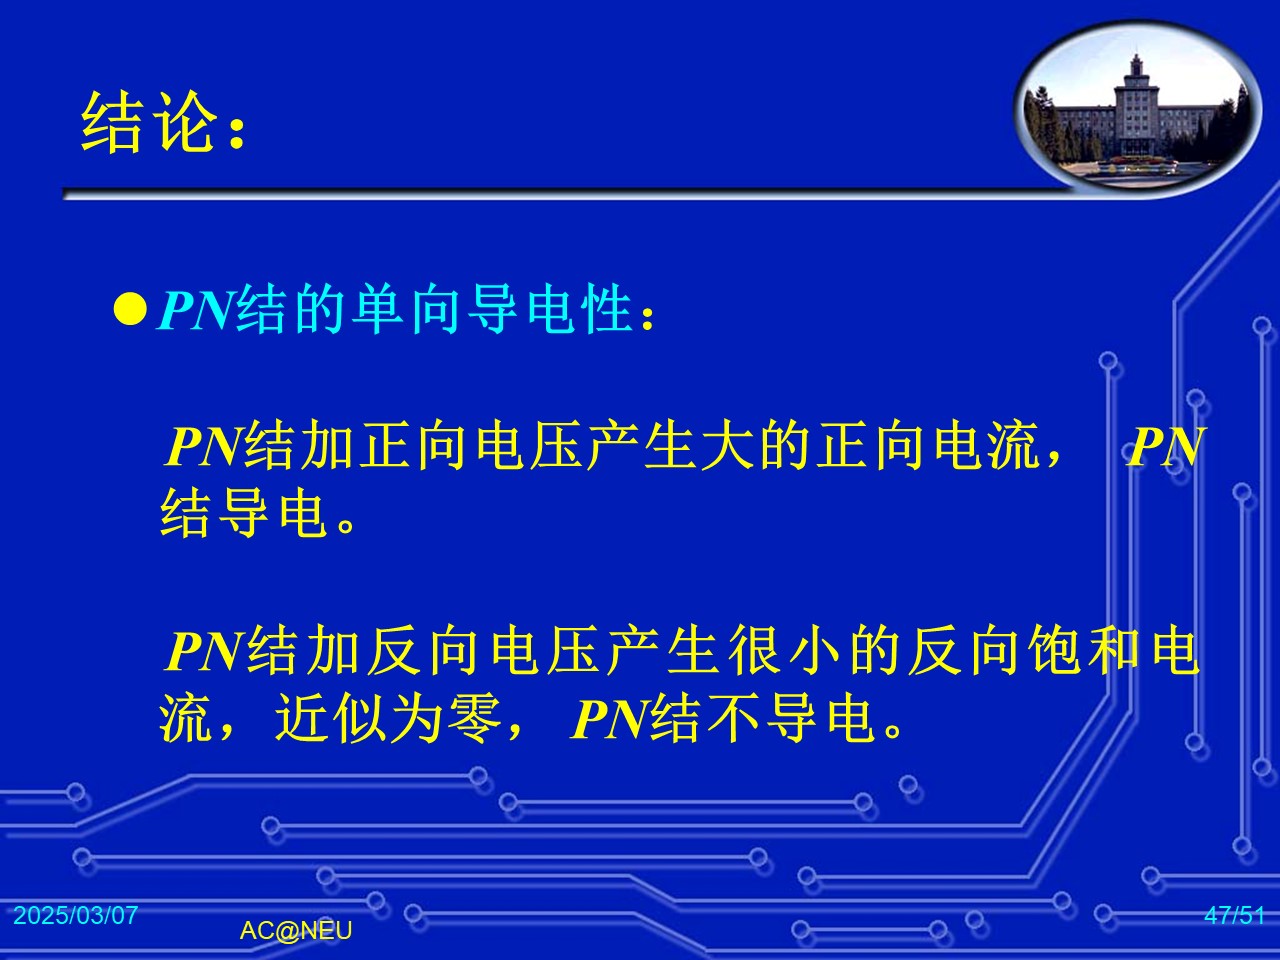 结论：
PN结的单向导电性：
PN结加正向电压产生大的正向电流， PN
结导电。
PN结加反向电压产生很小的反向饱和电
流，近似为零， PN结不导电。
2025/03/07
AC@NEU
47/51